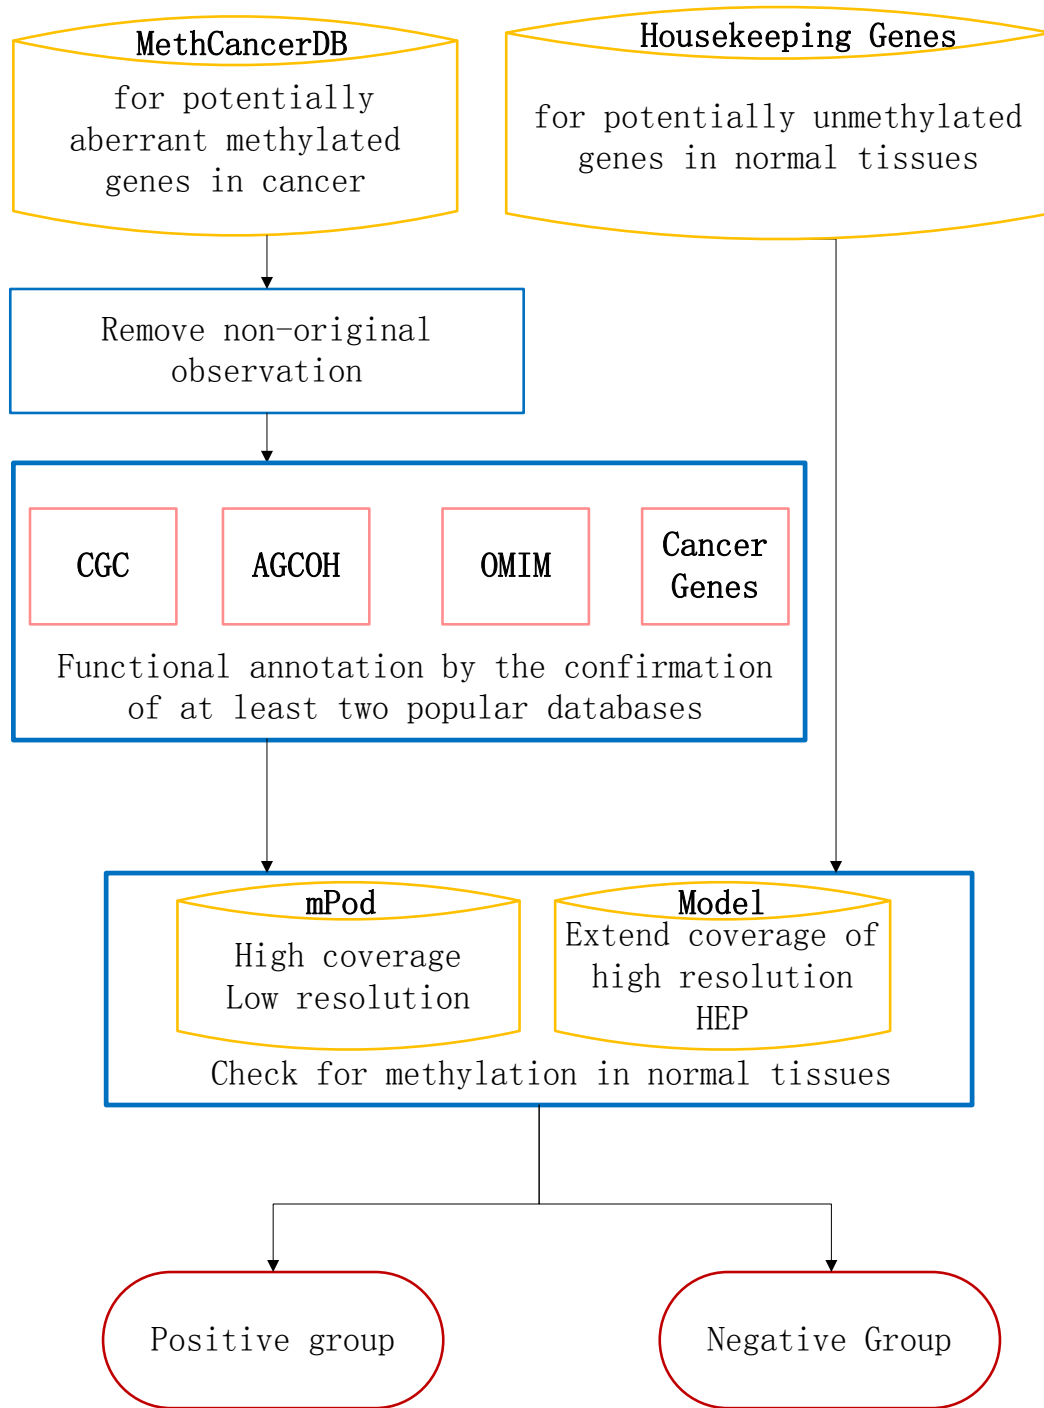 MethCancerDB
for potentially
aberrant methylated
genes in cancer
Housekeeping Genes
for potentially unmethylated
genes in normal tissues
Remove non-original
observation
CGC
AGCOH
OMIM
Cancer
Genes
Functional annotation by the confirmation
of at least two popular databases
mPod
High coverage
Low resolution
Model
Extend coverage of
high resolution
HEP
Check for methylation in normal tissues
Positive group
Negative Group